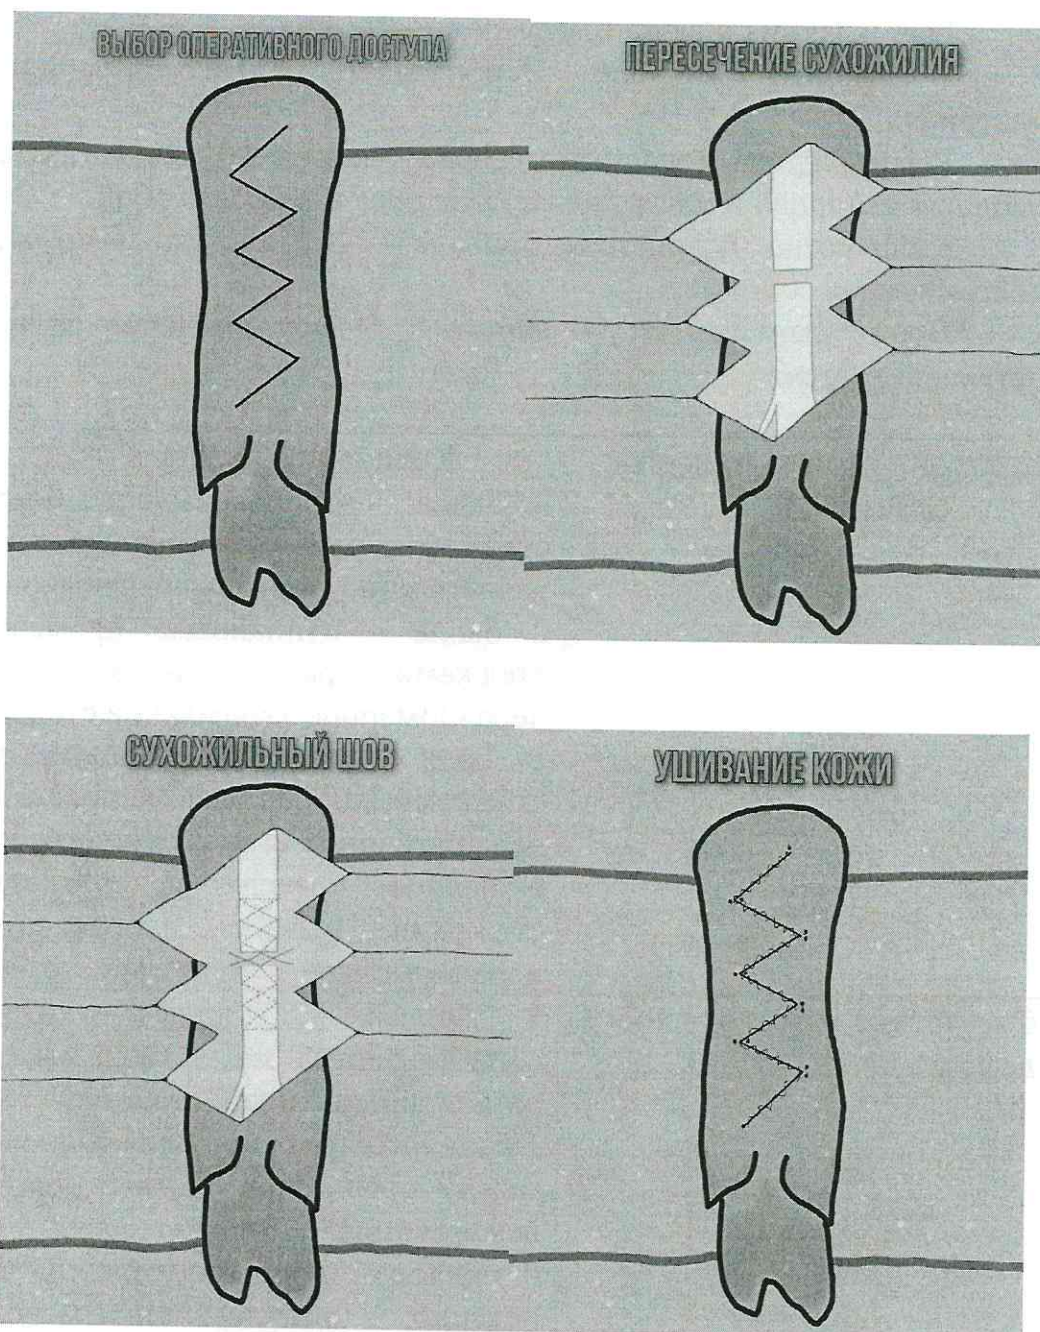 ВЫБОР ОПЕРАТИВНОГО ДОСТУПА
ПЕРЕСЕЧЕНИЕ СУХОЖИЛИЯ
СУХОЖИЛЬНЫЙ ШОВ
УШИВАНИЕ КОЖИ